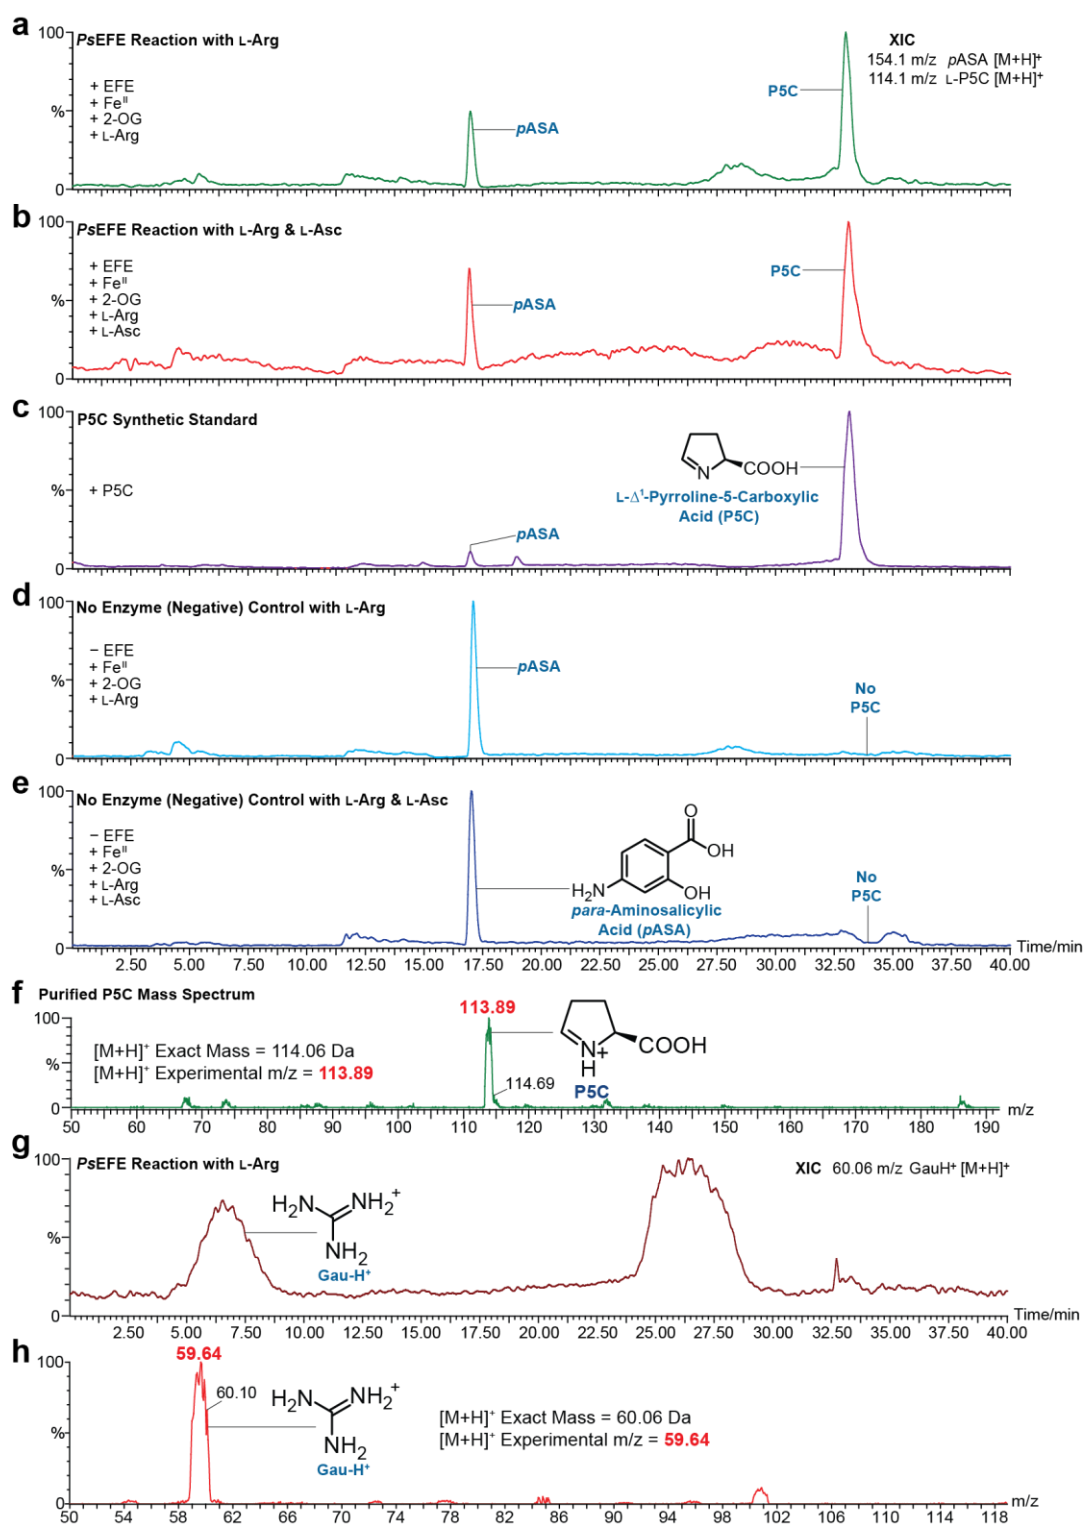 a
PsEFE Reaction with L-Arg
XIC
154.1 m/z pASA [M+H]⁺
114.1 m/z L-P5C [M+H]⁺
+ EFE
+ Feᴵᴵ
+ 2-OG
+ L-Arg
100
%
0
pASA
P5C
b
PsEFE Reaction with L-Arg & L-Asc
+ EFE
+ Feᴵᴵ
+ 2-OG
+ L-Arg
+ L-Asc
100
%
0
pASA
P5C
c
P5C Synthetic Standard
+ P5C
100
%
0
pASA
N
COOH
L-Δ¹-Pyrroline-5-Carboxylic
Acid (P5C)
d
No Enzyme (Negative) Control with L-Arg
− EFE
+ Feᴵᴵ
+ 2-OG
+ L-Arg
100
%
0
pASA
No
P5C
e
No Enzyme (Negative) Control with L-Arg & L-Asc
− EFE
+ Feᴵᴵ
+ 2-OG
+ L-Arg
+ L-Asc
100
%
0
O
OH
OH
H₂N
para-Aminosalicylic
Acid (pASA)
No
P5C
Time/min
2.50 5.00 7.50 10.00 12.50 15.00 17.50 20.00 22.50 25.00 27.50 30.00 32.50 35.00 37.50 40.00
f
Purified P5C Mass Spectrum
113.89
100
%
0
[M+H]⁺ Exact Mass = 114.06 Da
[M+H]⁺ Experimental m/z = 113.89
114.69
N+
H
COOH
P5C
m/z
50 60 70 80 90 100 110 120 130 140 150 160 170 180 190
g
PsEFE Reaction with L-Arg
XIC 60.06 m/z GauH⁺ [M+H]⁺
100
%
0
H₂N NH₂⁺
NH₂
Gau-H⁺
Time/min
2.50 5.00 7.50 10.00 12.50 15.00 17.50 20.00 22.50 25.00 97.50 30.00 32.50 35.00 37.50 40.00
h
59.64
100
%
0
60.10
H₂N NH₂⁺
NH₂
Gau-H⁺
[M+H]⁺ Exact Mass = 60.06 Da
[M+H]⁺ Experimental m/z = 59.64
m/z
50 54 58 62 66 70 74 78 82 86 90 94 98 102 106 110 114 118